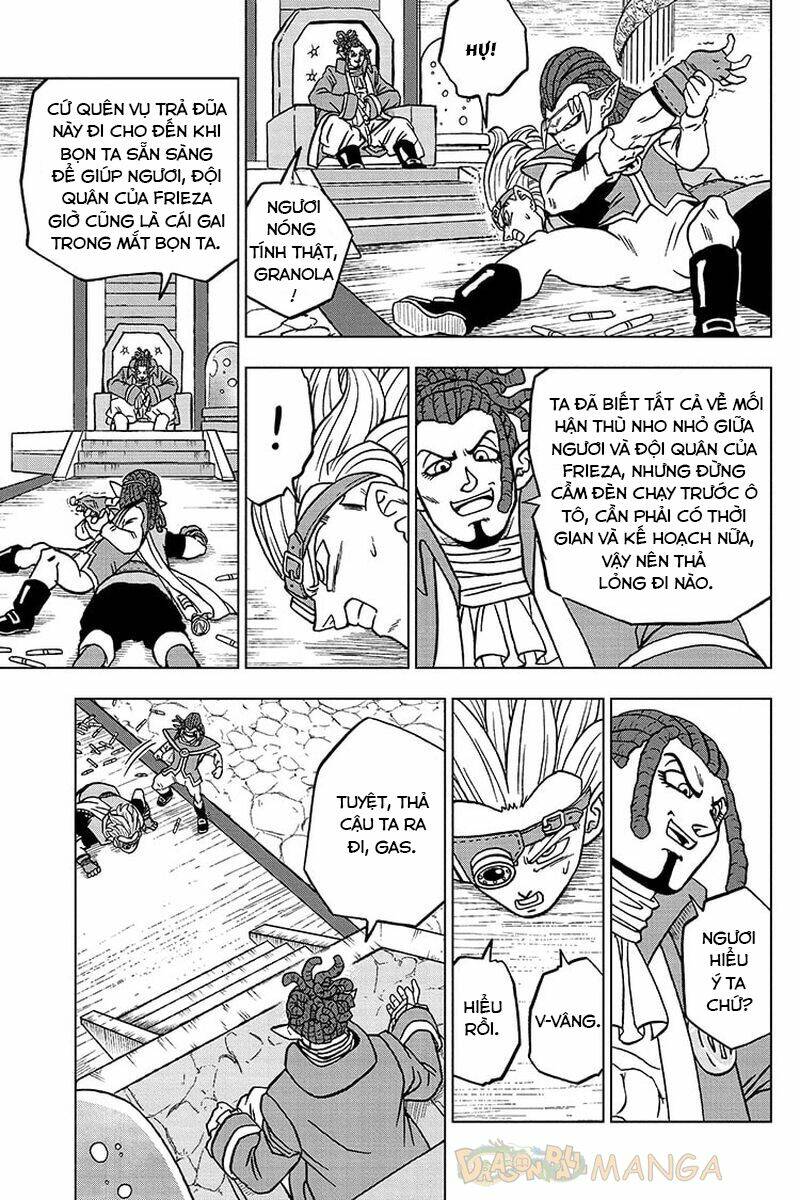 HỰ!
NGƯƠI
NÓNG
TÍNH THẬT,
GRANOLA
!
CỨ QUÊN VỤ TRẢ ĐŨA
NÀY ĐI CHO ĐẾN KHI
BỌN TA SẴN SÀNG
ĐỂ GIÚP NGƯƠI, ĐỘI
QUÂN CỦA FRIEZA
GIỜ CŨNG LÀ CÁI GAI
TRONG MẮT BỌN TA.
TA ĐÃ BIẾT TẤT CẢ VỀ MỐI
HẬN THÙ NHO NHỎ GIỮA
NGƯƠI VÀ ĐỘI QUÂN CỦA
FRIEZA, NHƯNG ĐỪNG
CẦM ĐÈN CHẠY TRƯỚC Ô
TÔ, CẦN PHẢI CÓ THỜI
GIAN VÀ KẾ HOẠCH NỮA,
VẬY NÊN THẢ
LỎNG ĐI NÀO.
!
NGƯƠI
HIỂU
Ý TA
CHỨ?
V-VÂNG.
HIỂU
RỒI.
TUYỆT, THẢ
CẬU TA RA
ĐI, GAS.
DRAGON BALL MANGA